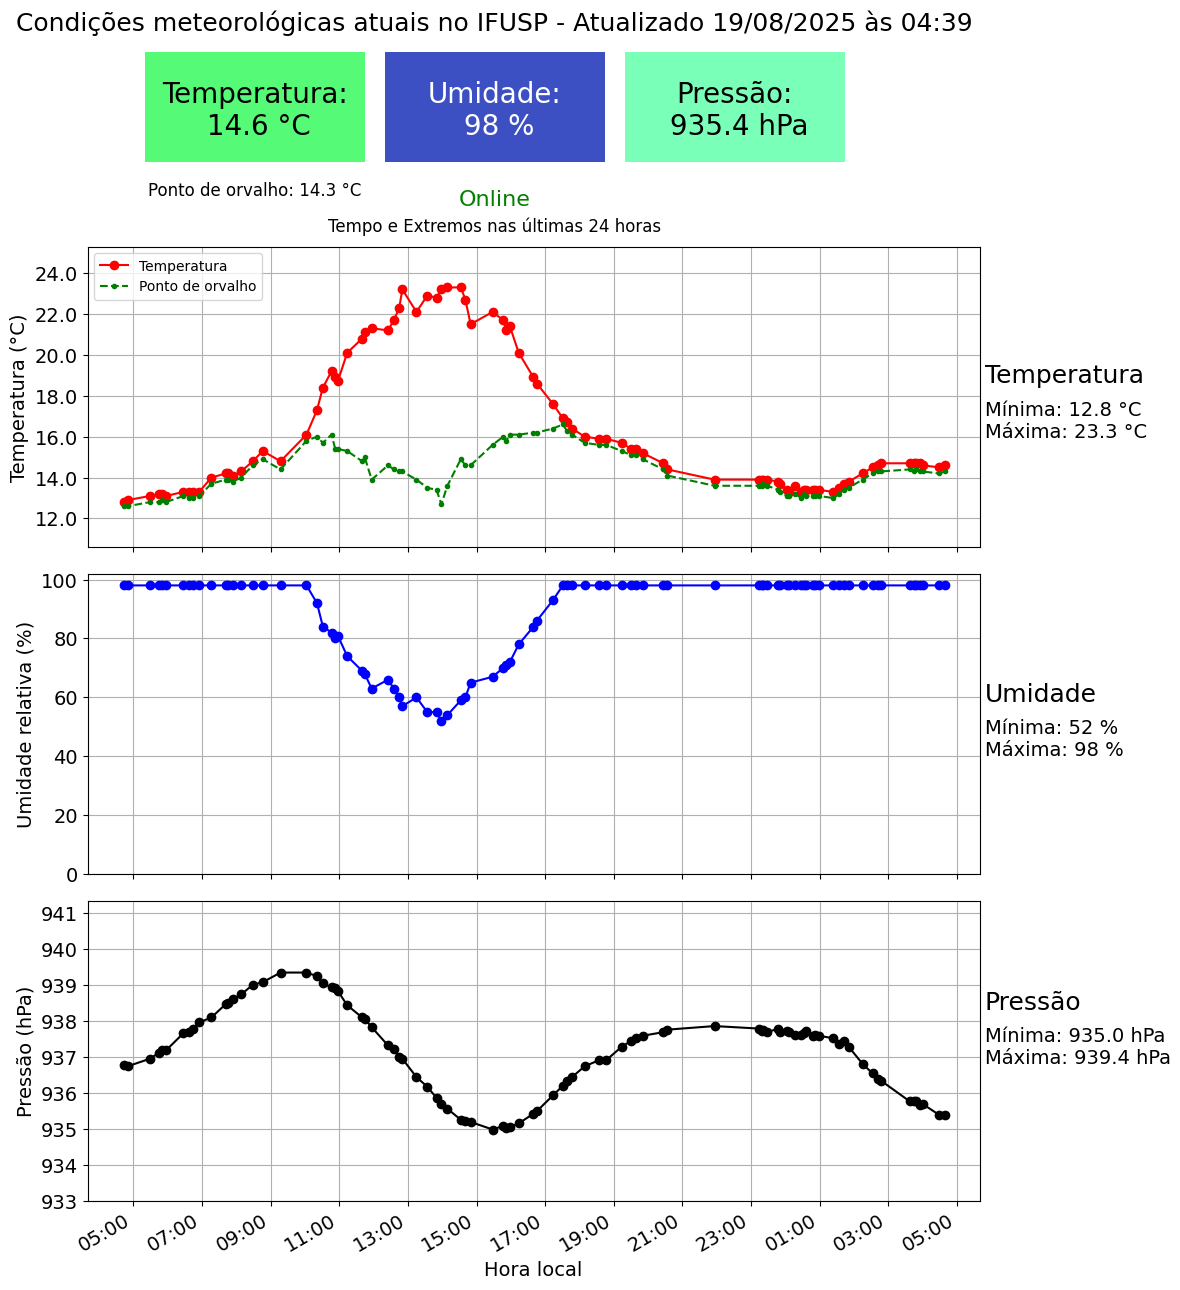 Condições meteorológicas atuais no IFUSP - Atualizado 19/08/2025 às 04:39
Temperatura:
14.6 °C
Umidade:
98 %
Pressão:
935.4 hPa
Ponto de orvalho: 14.3 °C
Online
Tempo e Extremos nas últimas 24 horas
Temperatura
Ponto de orvalho
24.0
22.0
20.0
18.0
16.0
14.0
12.0
Temperatura (°C)
Temperatura
Mínima: 12.8 °C
Máxima: 23.3 °C
100
80
60
40
20
0
Umidade relativa (%)
Umidade
Mínima: 52 %
Máxima: 98 %
941
940
939
938
937
936
935
934
933
Pressão (hPa)
Pressão
Mínima: 935.0 hPa
Máxima: 939.4 hPa
05:00
07:00
09:00
11:00
13:00
15:00
17:00
19:00
21:00
23:00
01:00
03:00
05:00
Hora local